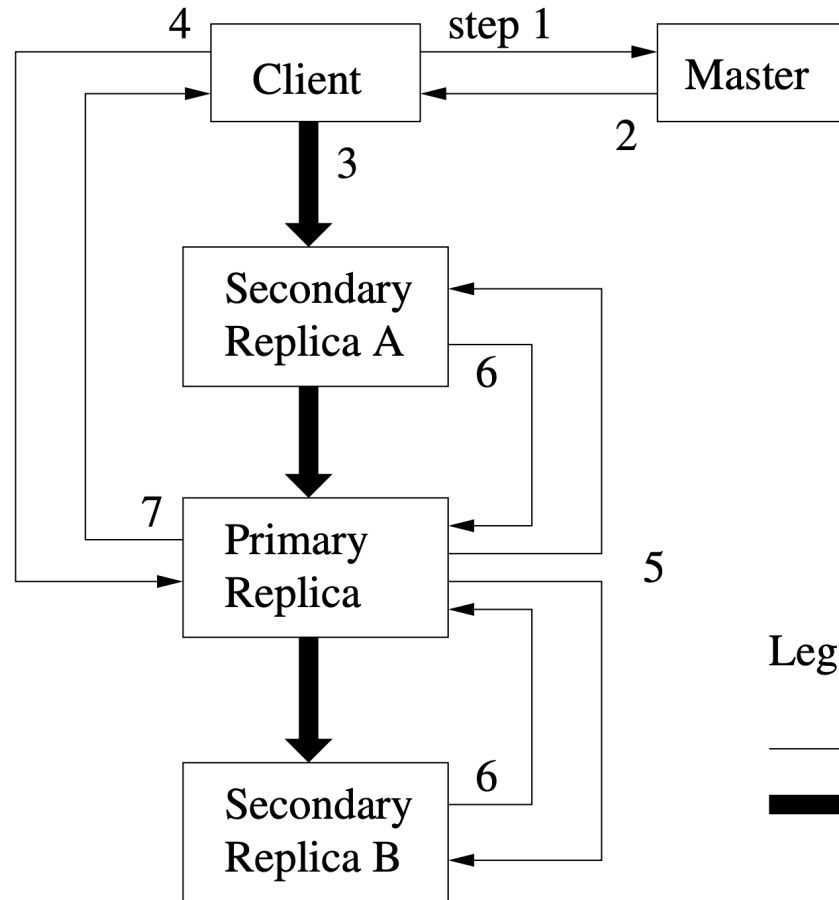 4
step 1
Client
Master
2
3
Secondary
Replica A
6
7
Primary
Replica
5
Leg
6
Secondary
Replica B